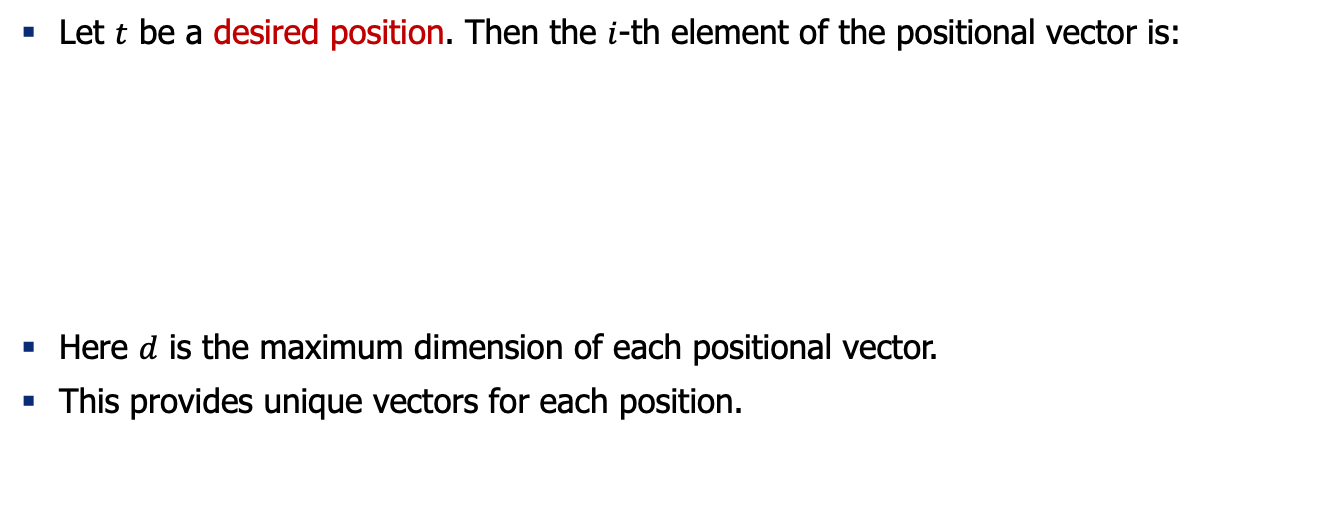 ▪ Let t be a desired position. Then the i-th element of the positional vector is:
▪ Here d is the maximum dimension of each positional vector.
▪ This provides unique vectors for each position.